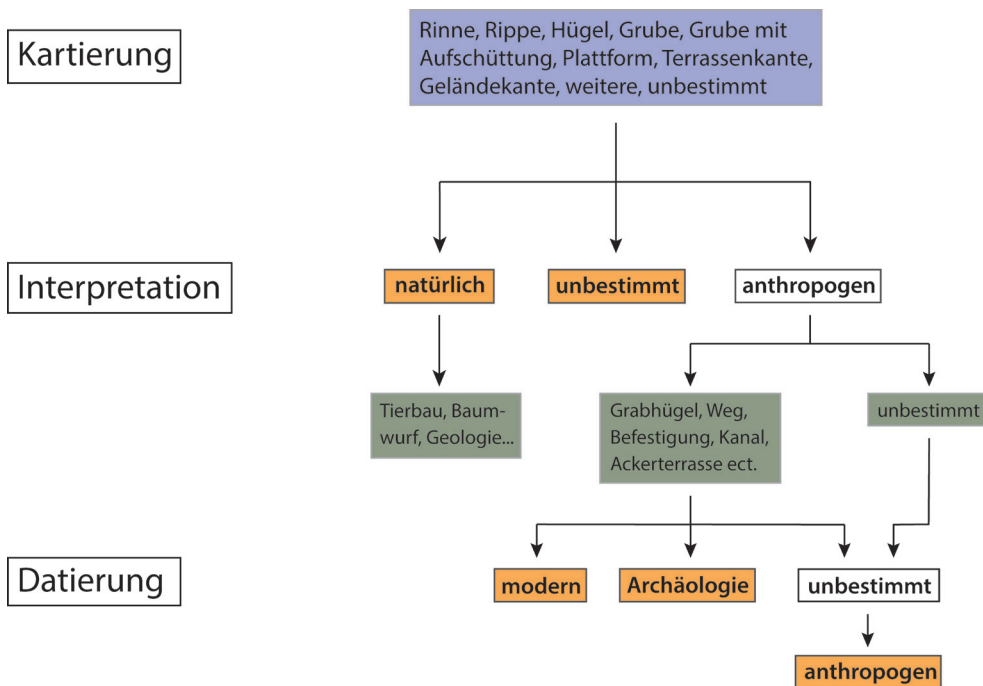 Kartierung
Rinne, Rippe, Hügel, Grube, Grube mit
Aufschüttung, Plattform, Terrassenkante,
Geländekante, weitere, unbestimmt
Interpretation
natürlich
unbestimmt
anthropogen
Tierbau, Baum-
wurf, Geologie...
Grabhügel, Weg,
Befestigung, Kanal,
Ackerterrasse ect.
unbestimmt
Datierung
modern
Archäologie
unbestimmt
anthropogen